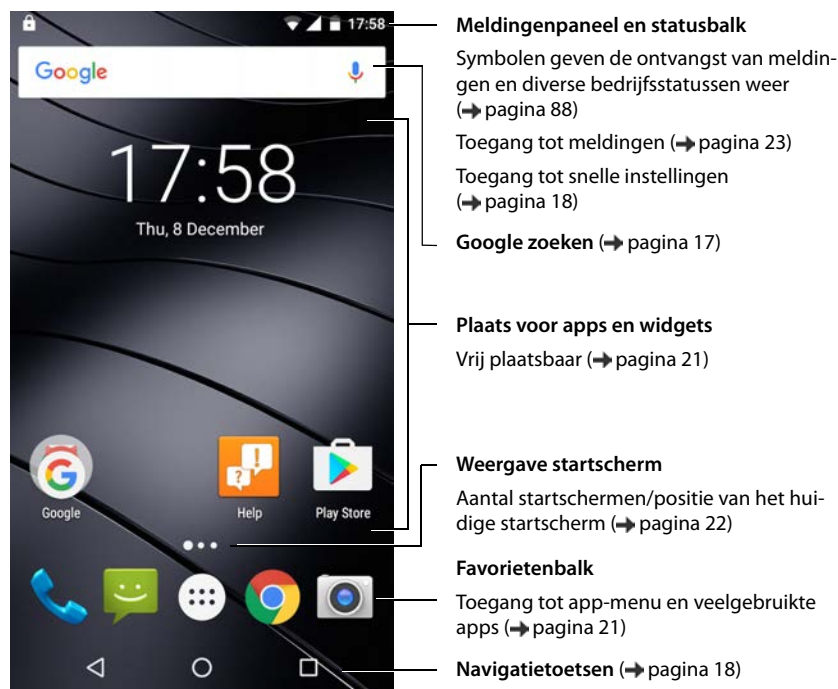 17:58
Google
17:58
Thu, 8 December
Google
Help
Play Store
Meldingenpaneel en statusbalk
Symbolen geven de ontvangst van meldin-
gen en diverse bedrijfsstatussen weer
(➔ pagina 88)
Toegang tot meldingen (➔ pagina 23)
Toegang tot snelle instellingen
(➔ pagina 18)
Google zoeken (➔ pagina 17)
Plaats voor apps en widgets
Vrij plaatsbaar (➔ pagina 21)
Weergave startscherm
Aantal startschermen/positie van het hui-
dige startscherm (➔ pagina 22)
Favorietenbalk
Toegang tot app-menu en veelgebruikte
apps (➔ pagina 21)
Navigatietoetsen (➔ pagina 18)